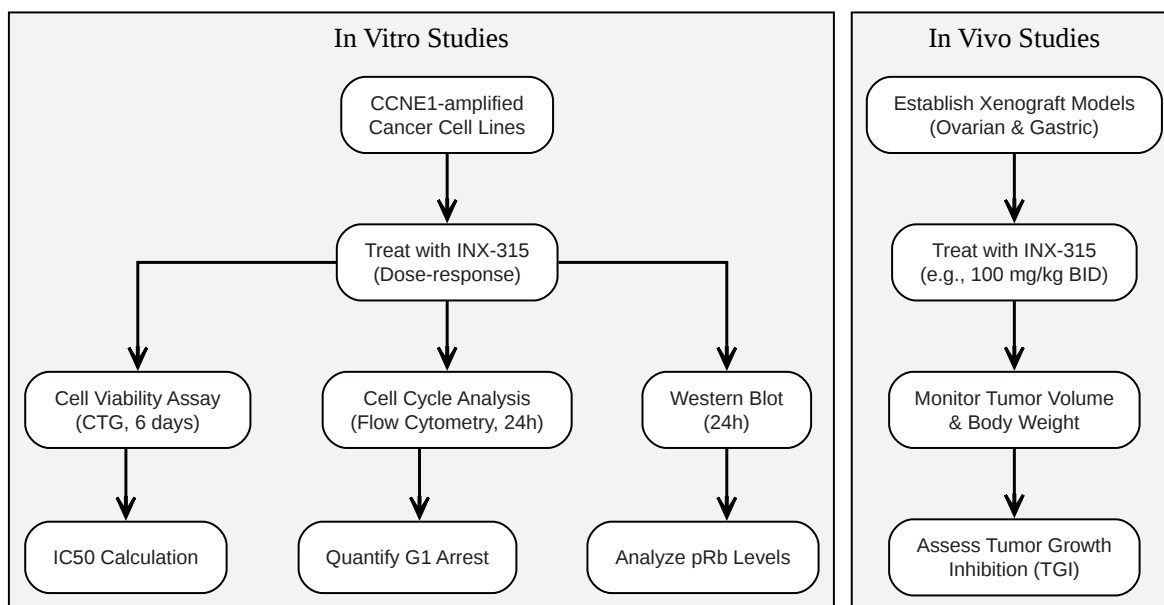 In Vitro Studies
CCNE1-amplified
Cancer Cell Lines
Treat with INX-315
(Dose-response)
Cell Viability Assay
(CTG, 6 days)
Cell Cycle Analysis
(Flow Cytometry, 24h)
Western Blot
(24h)
IC50 Calculation
Quantify G1 Arrest
Analyze pRb Levels
In Vivo Studies
Establish Xenograft Models
(Ovarian & Gastric)
Treat with INX-315
(e.g., 100 mg/kg BID)
Monitor Tumor Volume
& Body Weight
Assess Tumor Growth
Inhibition (TGI)